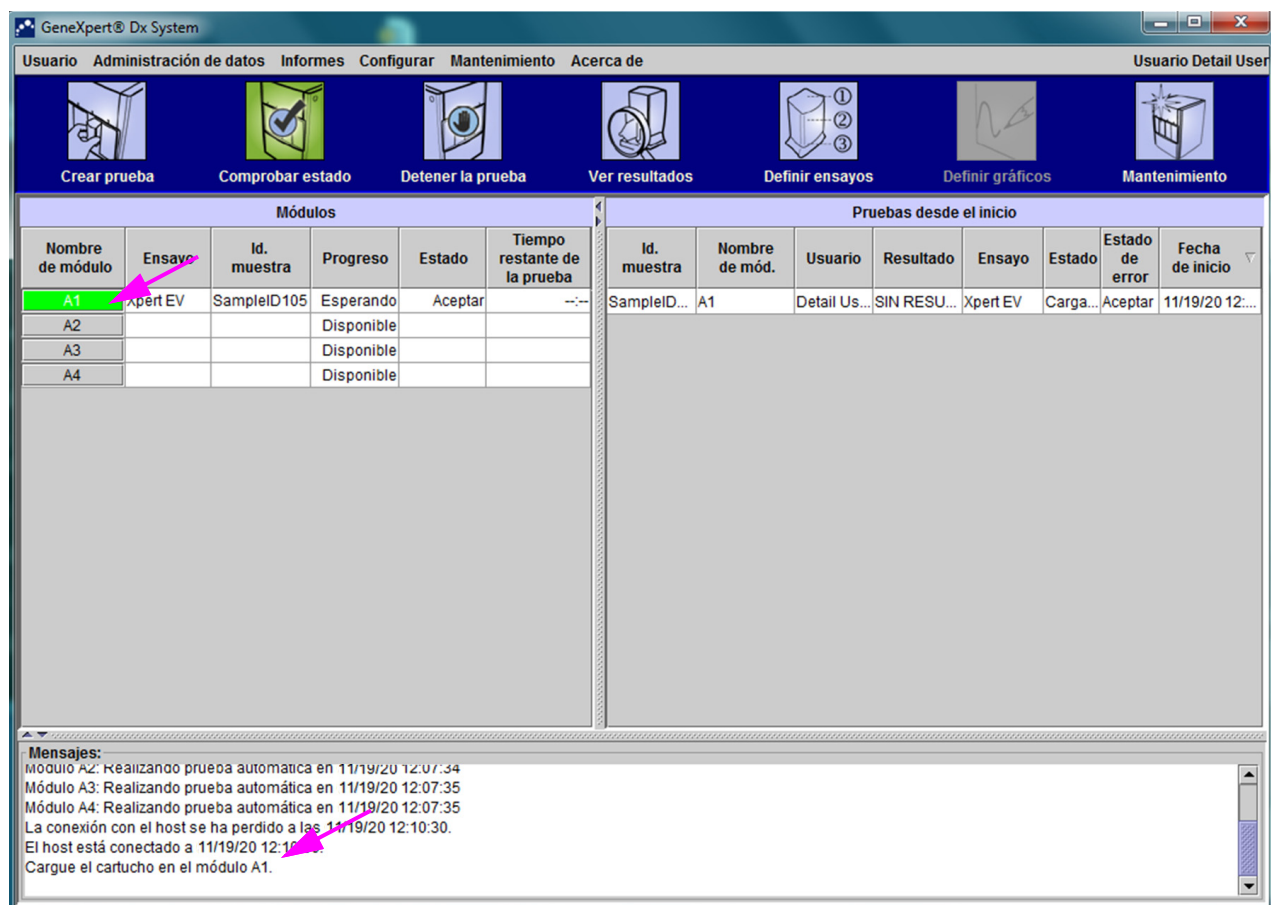 GeneXpert® Dx System
Usuario Administración de datos Informes Configurar Mantenimiento Acerca de Usuario Detail User
①
②
③
Crear prueba Comprobar estado Detener la prueba Ver resultados Definir ensayos Definir gráficos Mantenimiento
Módulos
Nombre de módulo Ensayo Id. muestra Progreso Estado Tiempo restante de la prueba
A1 Xpert EV SampleID105 Esperando Aceptar --:--
A2 Disponible
A3 Disponible
A4 Disponible
Pruebas desde el inicio
Id. muestra Nombre de mód. Usuario Resultado Ensayo Estado Estado de error Fecha de inicio
SampleID... A1 Detail Us... SIN RESU... Xpert EV Carga... Aceptar 11/19/20 12:...
Mensajes:
Módulo A2: Realizando prueba automática en 11/19/20 12:07:34
Módulo A3: Realizando prueba automática en 11/19/20 12:07:35
Módulo A4: Realizando prueba automática en 11/19/20 12:07:35
La conexión con el host se ha perdido a las 11/19/20 12:10:30.
El host está conectado a 11/19/20
Cargue el cartucho en el módulo A1.